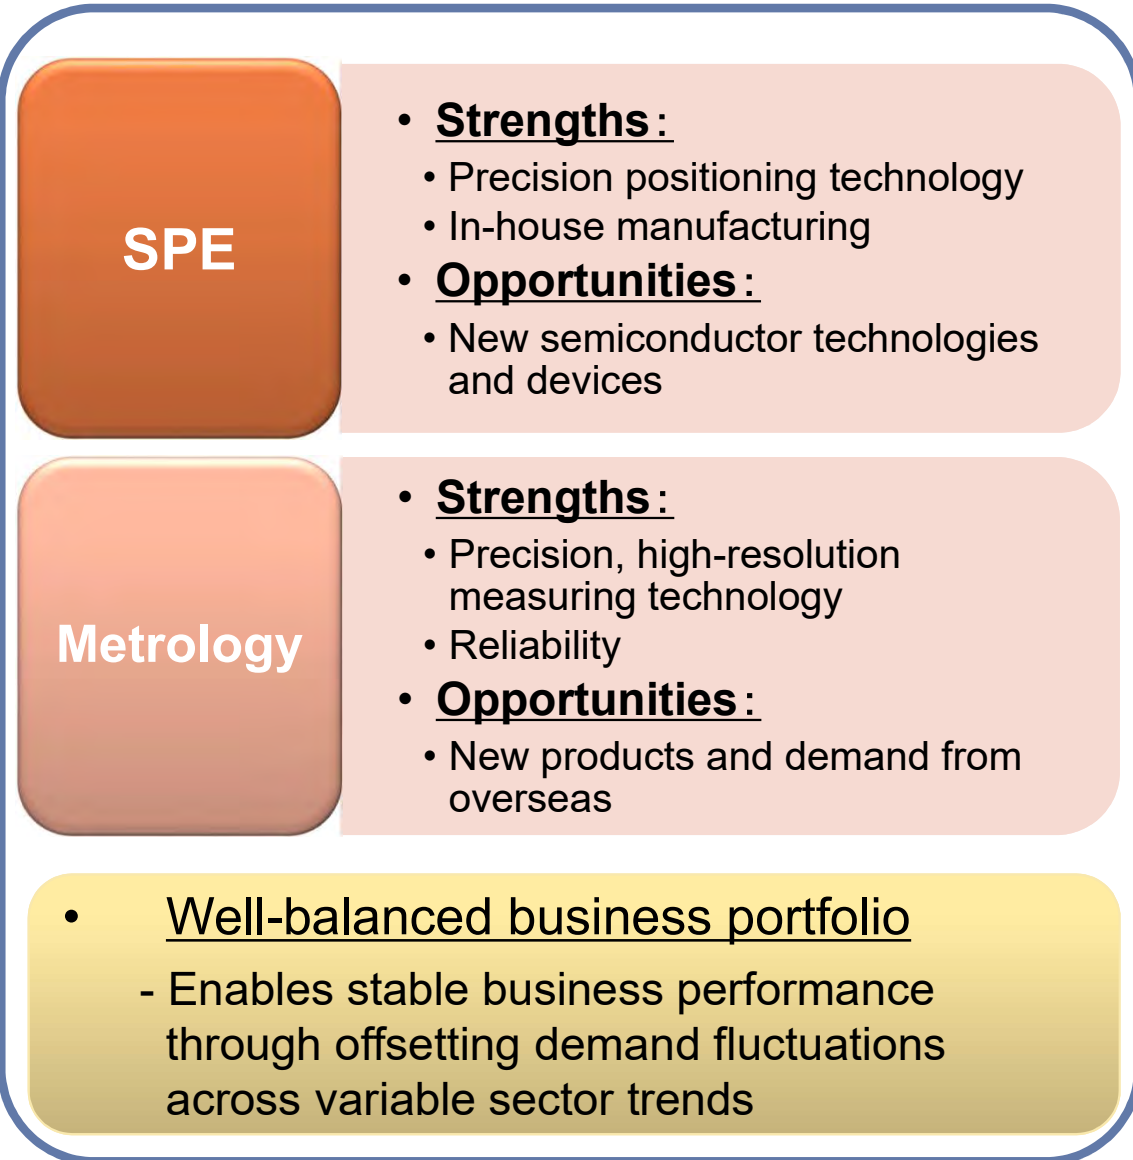 SPE
• Strengths:
• Precision positioning technology
• In-house manufacturing
• Opportunities:
• New semiconductor technologies
and devices
Metrology
• Strengths:
• Precision, high-resolution
measuring technology
• Reliability
• Opportunities:
• New products and demand from
overseas
• Well-balanced business portfolio
- Enables stable business performance
through offsetting demand fluctuations
across variable sector trends